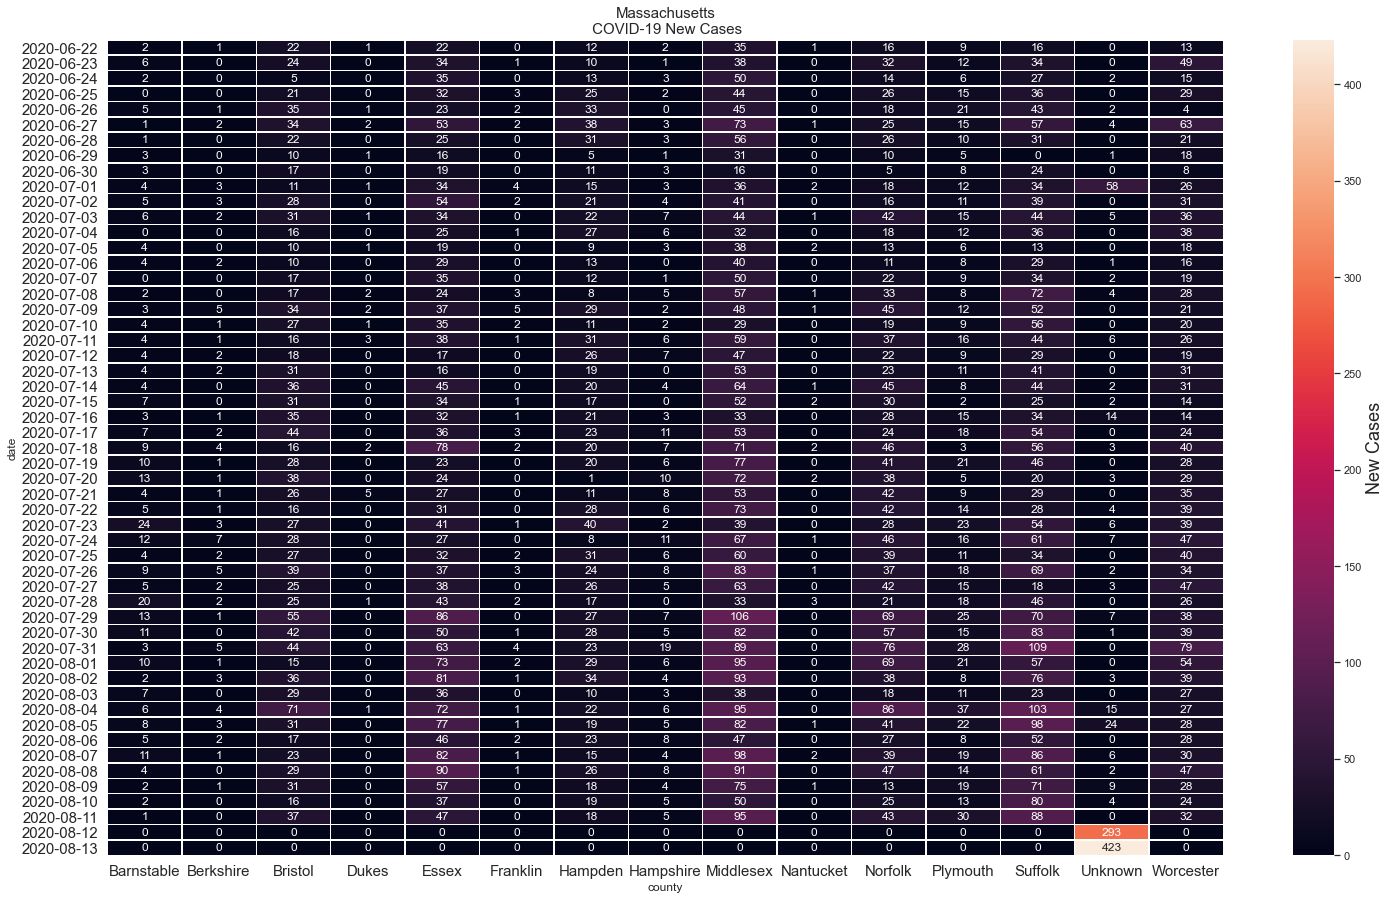 Massachusetts
COVID-19 New Cases
2020-06-22 2 1 22 1 22 0 12 2 35 1 16 9 16 0 13
2020-06-23 6 0 24 0 34 1 10 1 38 0 32 12 34 0 49
2020-06-24 2 0 5 0 35 0 13 3 50 0 14 6 27 2 15
2020-06-25 0 0 21 0 32 3 25 2 44 0 26 15 36 0 29
2020-06-26 5 1 35 1 23 2 33 0 45 0 18 21 43 2 4
2020-06-27 1 2 34 2 53 2 38 3 73 1 25 15 57 4 63
2020-06-28 1 0 22 0 25 0 31 3 56 0 26 10 31 0 21
2020-06-29 3 0 10 1 16 0 5 1 31 0 10 5 0 1 18
2020-06-30 3 0 17 0 19 0 11 3 16 0 5 8 24 0 8
2020-07-01 4 3 11 1 34 4 15 3 36 2 18 12 34 58 26
2020-07-02 5 3 28 0 54 2 21 4 41 0 16 11 39 0 31
2020-07-03 6 2 31 1 34 0 22 7 44 1 42 15 44 5 36
2020-07-04 0 0 16 0 25 1 27 6 32 0 18 12 36 0 38
2020-07-05 4 0 10 1 19 0 9 3 38 2 13 6 13 0 18
2020-07-06 4 2 10 0 29 0 13 0 40 0 11 8 29 1 16
2020-07-07 0 0 17 0 35 0 12 1 50 0 22 9 34 2 19
2020-07-08 2 0 17 2 24 3 8 5 57 1 33 8 72 4 28
2020-07-09 3 5 34 2 37 5 29 2 48 1 45 12 52 0 21
2020-07-10 4 1 27 1 35 2 11 2 29 0 19 9 56 0 20
2020-07-11 4 1 16 3 38 1 31 6 59 0 37 16 44 6 26
2020-07-12 4 2 18 0 17 0 26 7 47 0 22 9 29 0 19
2020-07-13 4 2 31 0 16 0 19 0 53 0 23 11 41 0 31
2020-07-14 4 0 36 0 45 0 20 4 64 1 45 8 44 2 31
2020-07-15 7 0 31 0 34 1 17 0 52 2 30 2 25 2 14
2020-07-16 3 1 35 0 32 1 21 3 33 0 28 15 34 14 14
2020-07-17 7 2 44 0 36 3 23 11 53 0 24 18 54 0 24
2020-07-18 9 4 16 2 78 2 20 7 71 2 46 3 56 3 40
2020-07-19 10 1 28 0 23 0 20 6 77 0 41 21 46 0 28
2020-07-20 13 1 38 0 24 0 1 10 72 2 38 5 20 3 29
2020-07-21 4 1 26 5 27 0 11 8 53 0 42 9 29 0 35
2020-07-22 5 1 16 0 31 0 28 6 73 0 42 14 28 4 39
2020-07-23 24 3 27 0 41 1 40 2 39 0 28 23 54 6 39
2020-07-24 12 7 28 0 27 0 8 11 67 1 46 16 61 7 47
2020-07-25 4 2 27 0 32 2 31 6 60 0 39 11 34 0 40
2020-07-26 9 5 39 0 37 3 24 8 83 1 37 18 69 2 34
2020-07-27 5 2 25 0 38 0 26 5 63 0 42 15 18 3 47
2020-07-28 20 2 25 1 43 2 17 0 33 3 21 18 46 0 26
2020-07-29 13 1 55 0 86 0 27 7 106 0 69 25 70 7 38
2020-07-30 11 0 42 0 50 1 28 5 82 0 57 15 83 1 39
2020-07-31 3 5 44 0 63 4 23 19 89 0 76 28 109 0 79
2020-08-01 10 1 15 0 73 2 29 6 95 0 69 21 57 0 54
2020-08-02 2 3 36 0 81 1 34 4 93 0 38 8 76 3 39
2020-08-03 7 0 29 0 36 0 10 3 38 0 18 11 23 0 27
2020-08-04 6 4 71 1 72 1 22 6 95 0 86 37 103 15 27
2020-08-05 8 3 31 0 77 1 19 5 82 1 41 22 98 24 28
2020-08-06 5 2 17 0 46 2 23 8 47 0 27 8 52 0 28
2020-08-07 11 1 23 0 82 1 15 4 98 2 39 19 86 6 30
2020-08-08 4 0 29 0 90 1 26 8 91 0 47 14 61 2 47
2020-08-09 2 1 31 0 57 0 18 4 75 1 13 19 71 9 28
2020-08-10 2 0 16 0 37 0 19 5 50 0 25 13 80 4 24
2020-08-11 1 0 37 0 47 0 18 5 95 0 43 30 88 0 32
2020-08-12 0 0 0 0 0 0 0 0 0 0 0 0 0 293 0
2020-08-13 0 0 0 0 0 0 0 0 0 0 0 0 0 423 0
Barnstable Berkshire Bristol Dukes Essex Franklin Hampden Hampshire Middlesex Nantucket Norfolk Plymouth Suffolk Unknown Worcester
county
date
400
350
300
250
200
150
100
50
0
New Cases